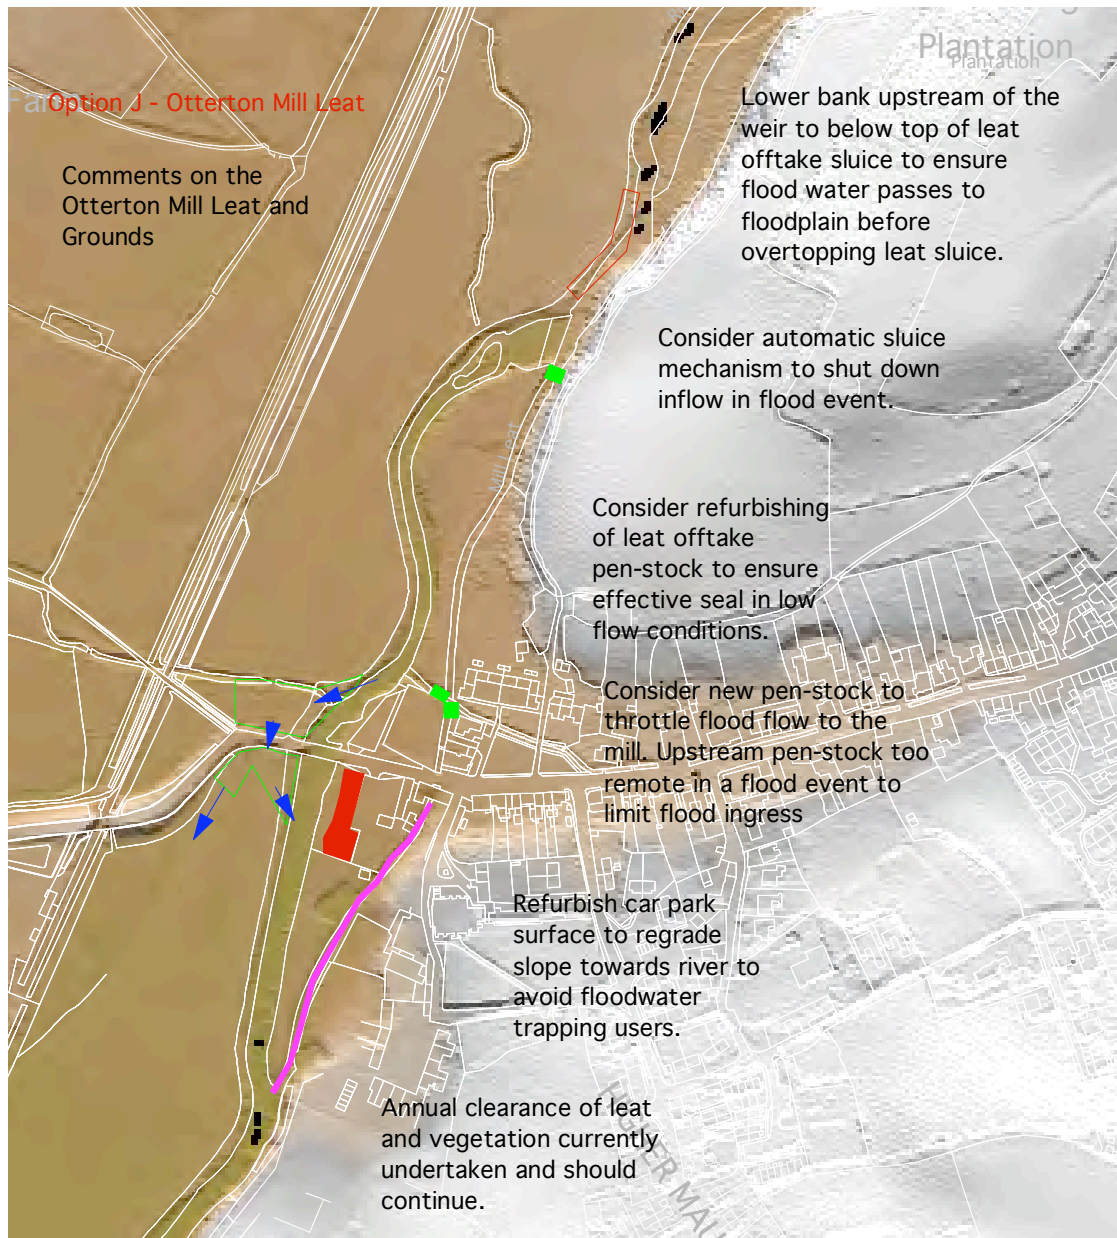 Plantation
Plantation
Option J - Otterton Mill Leat
Comments on the
Otterton Mill Leat and
Grounds
Lower bank upstream of the
weir to below top of leat
offtake sluice to ensure
flood water passes to
floodplain before
overtopping leat sluice.
Consider automatic sluice
mechanism to shut down
inflow in flood event.
Mill Leat
Consider refurbishing
of leat offtake
pen-stock to ensure
effective seal in low
flow conditions.
Consider new pen-stock to
throttle flood flow to the
mill. Upstream pen-stock too
remote in a flood event to
limit flood ingress
Refurbish car park
surface to regrade
slope towards river to
avoid floodwater
trapping users.
Annual clearance of leat
and vegetation currently
undertaken and should
continue.
HIGHER MAU